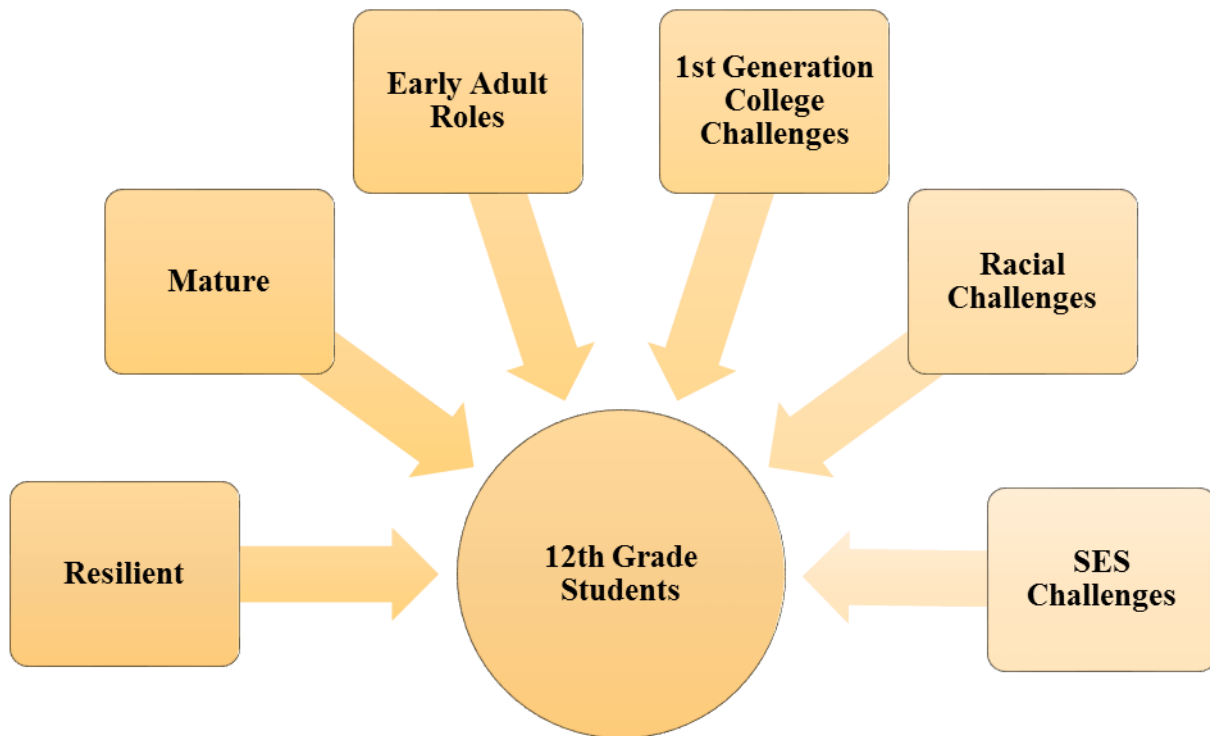 Early Adult
Roles
1st Generation
College
Challenges
Mature
Racial
Challenges
Resilient
12th Grade
Students
SES
Challenges